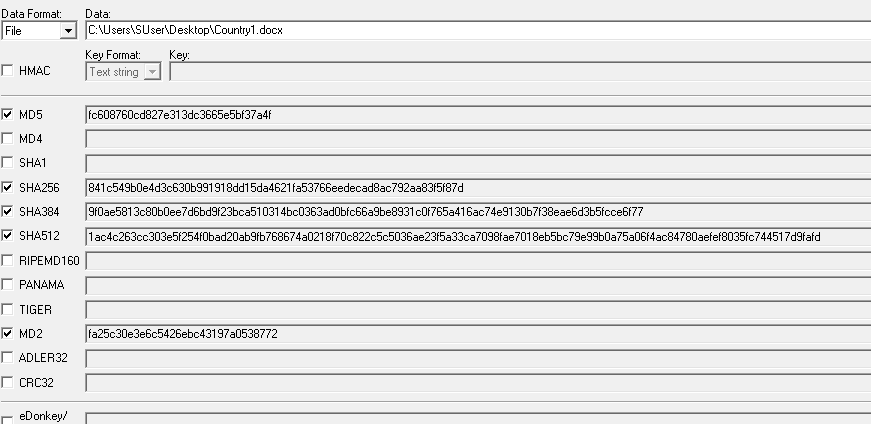 Data Format: Data:
File C:\Users\SUser\Desktop\Country1.docx
Key Format: Key:
HMAC Text string
MD5 fc608760cd827e313dc3665e5bf37a4f
MD4
SHA1
SHA256 841c549b0e4d3c630b991918dd15da4621fa53766eedecad8ac792aa83f5f87d
SHA384 9f0ae5813c80b0ee7d6bd9f23bca510314bc0363ad0bfc66a9be8931c0f765a416ac74e9130b7f38eae6d3b5fcce6f77
SHA512 1ac4c263cc303e5f254f0bad20ab9fb768674a0218f70c822c5c5036ae23f5a33ca7098fae7018eb5bc79e99b0a75a06f4ac84780aefef8035fc744517d9fafd
RIPEMD160
PANAMA
TIGER
MD2 fa25c30e3e6c5426ebc43197a0538772
ADLER32
CRC32
eDonkey/